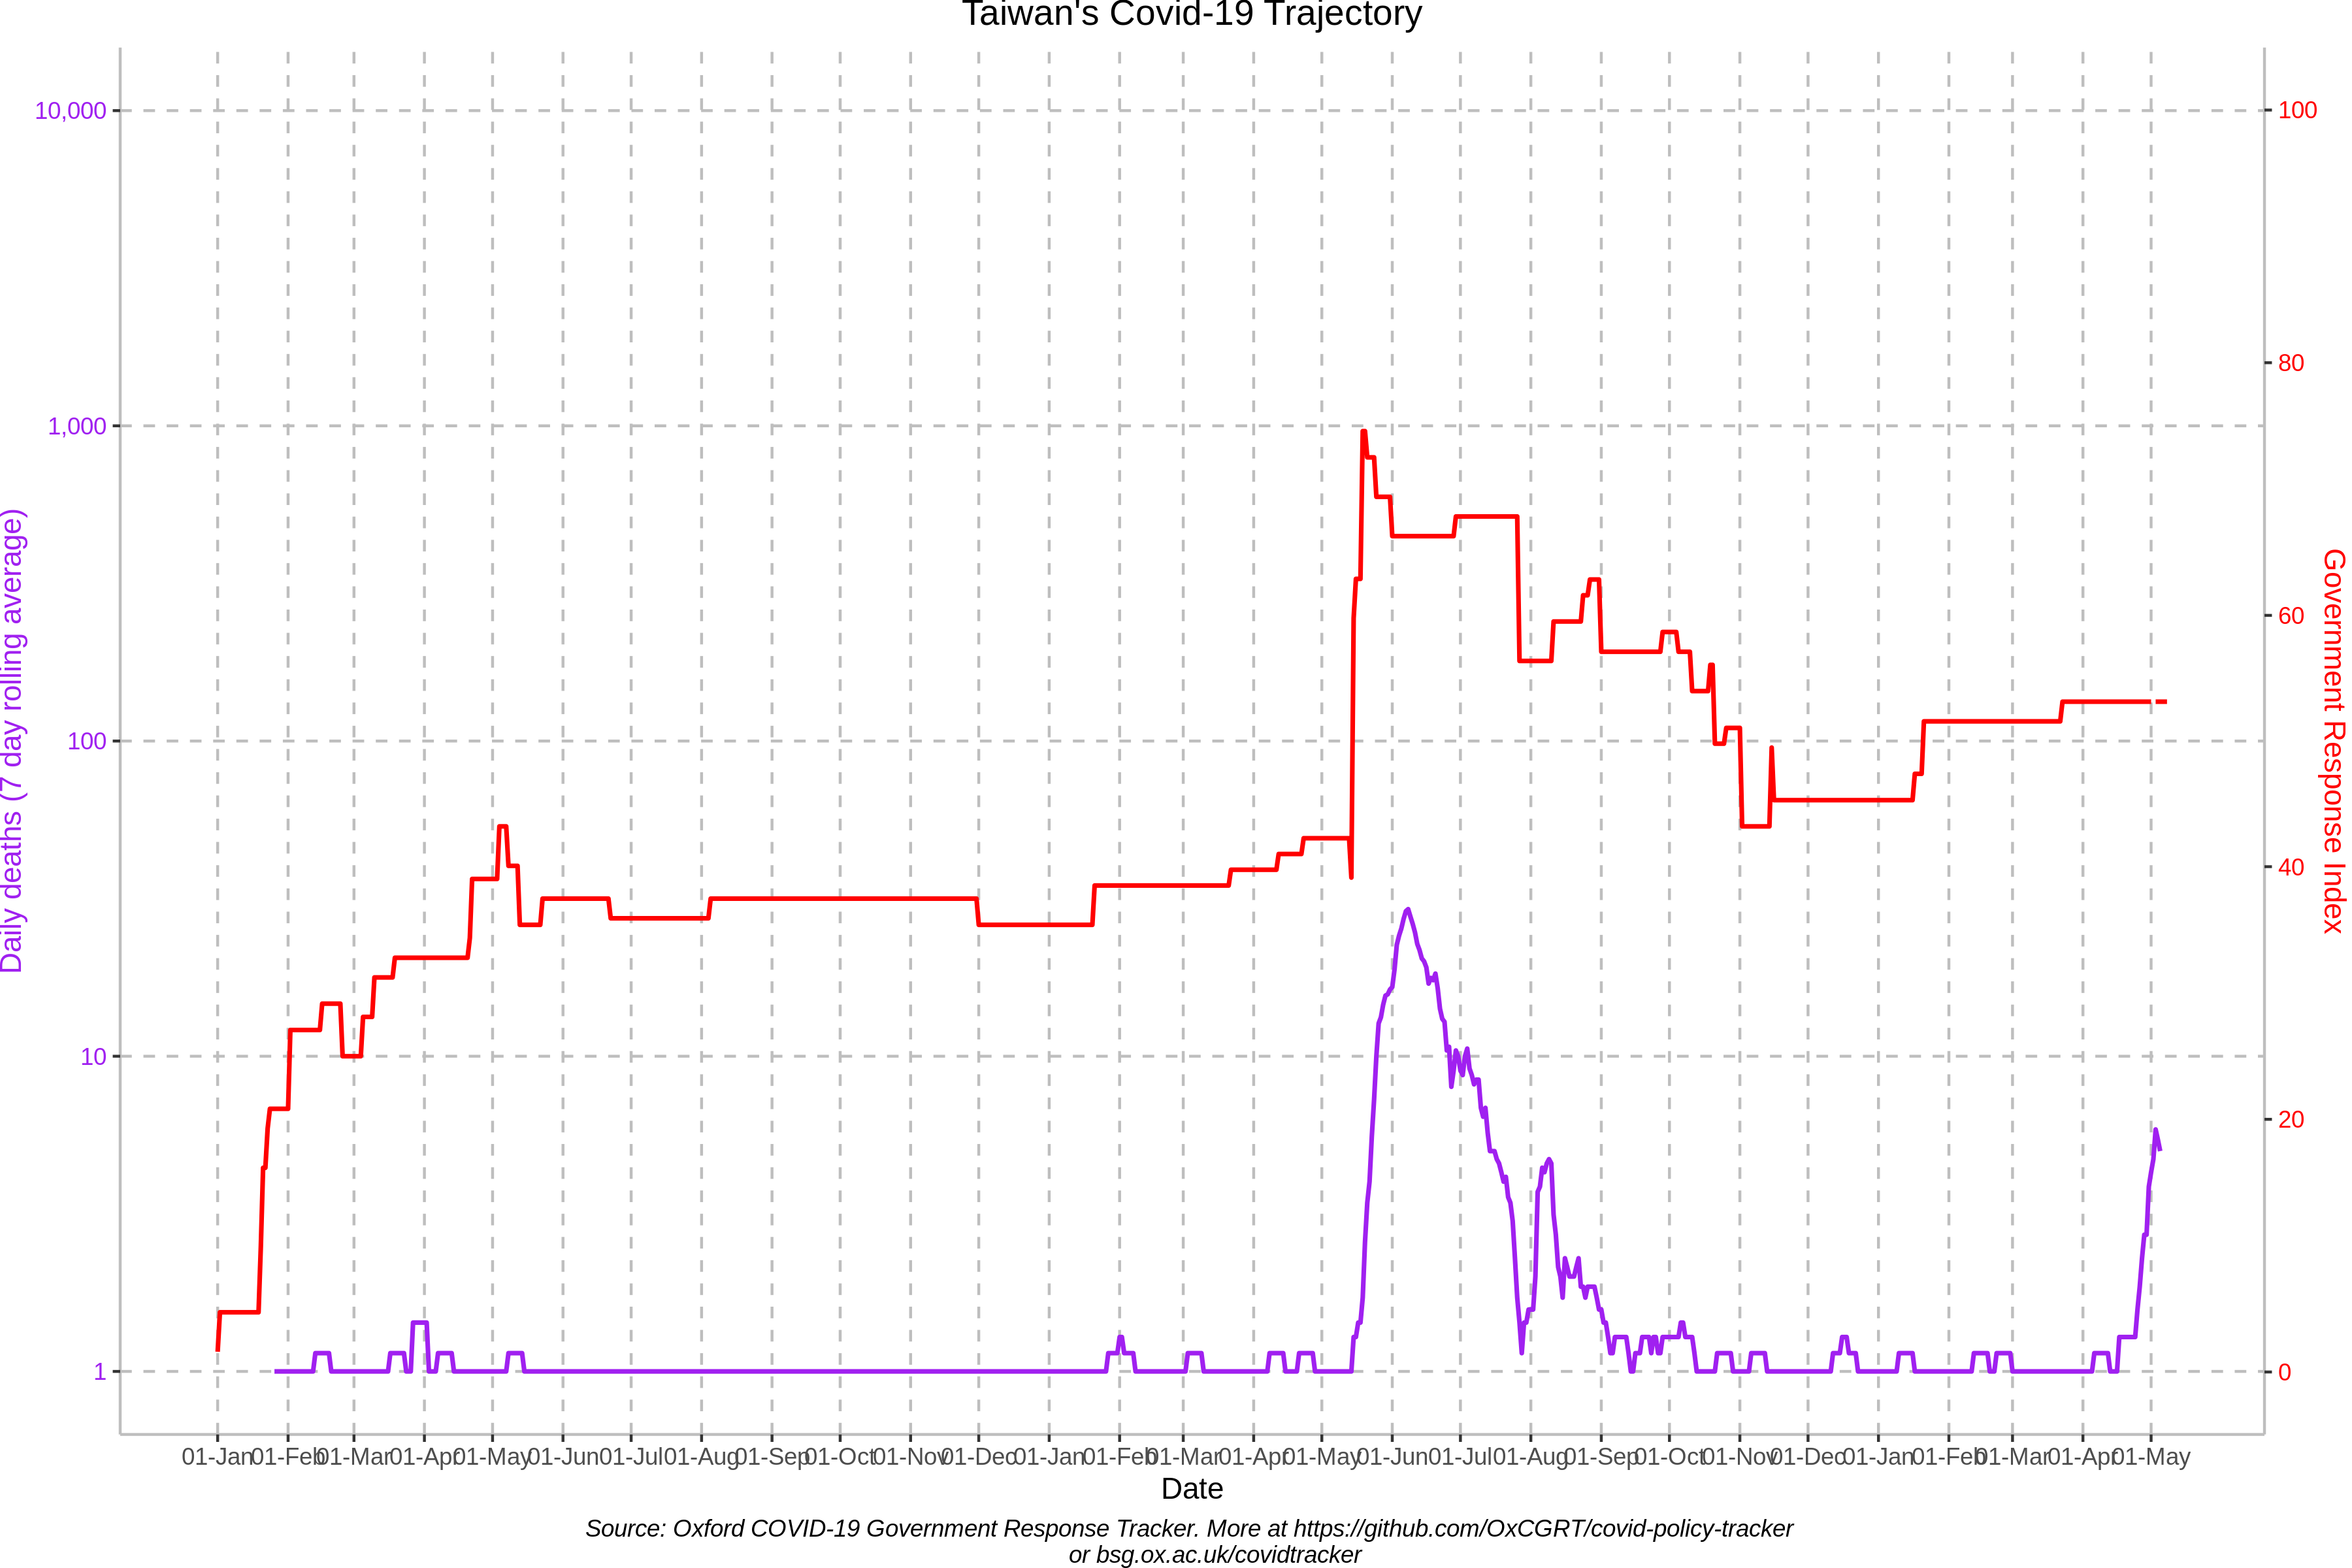 Taiwan's Covid-19 Trajectory
Daily deaths (7 day rolling average)
10,000
1,000
100
10
1
Government Response Index
100
80
60
40
20
0
01-Jan 01-Feb 01-Mar 01-Apr 01-May 01-Jun 01-Jul 01-Aug 01-Sep 01-Oct 01-Nov 01-Dec 01-Jan 01-Feb 01-Mar 01-Apr 01-May 01-Jun 01-Jul 01-Aug 01-Sep 01-Oct 01-Nov 01-Dec 01-Jan 01-Feb 01-Mar 01-Apr 01-May
Date
Source: Oxford COVID-19 Government Response Tracker. More at https://github.com/OxCGRT/covid-policy-tracker
or bsg.ox.ac.uk/covidtracker